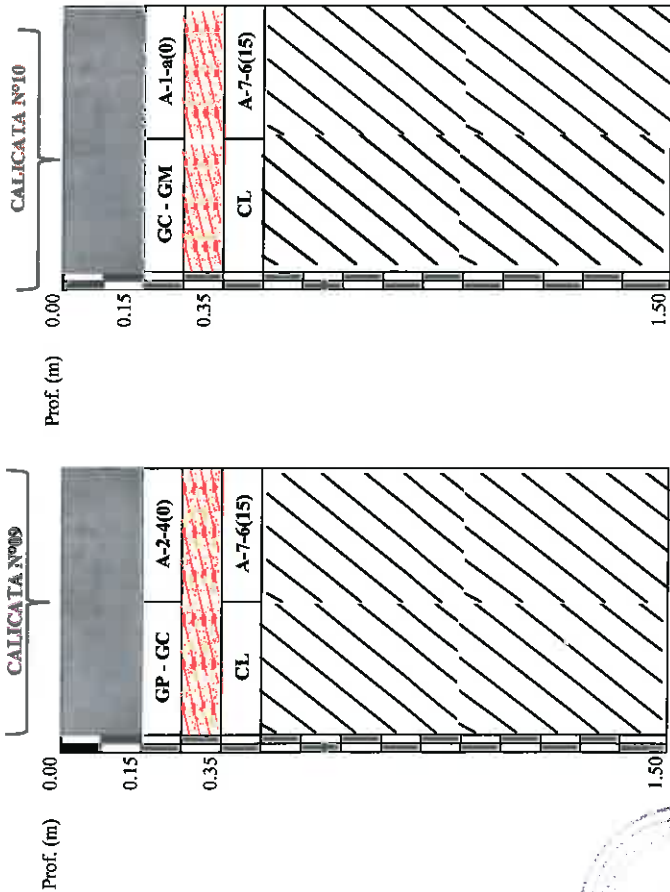 CALICATA N°09
Prof. (m)
0.00
0.15
GP - GC
A-2-4(0)
0.35
CL
A-7-6(15)
1.50
CALICATA N°10
Prof. (m)
0.00
0.15
GC - GM
A-1-a(0)
0.35
CL
A-7-6(15)
1.50